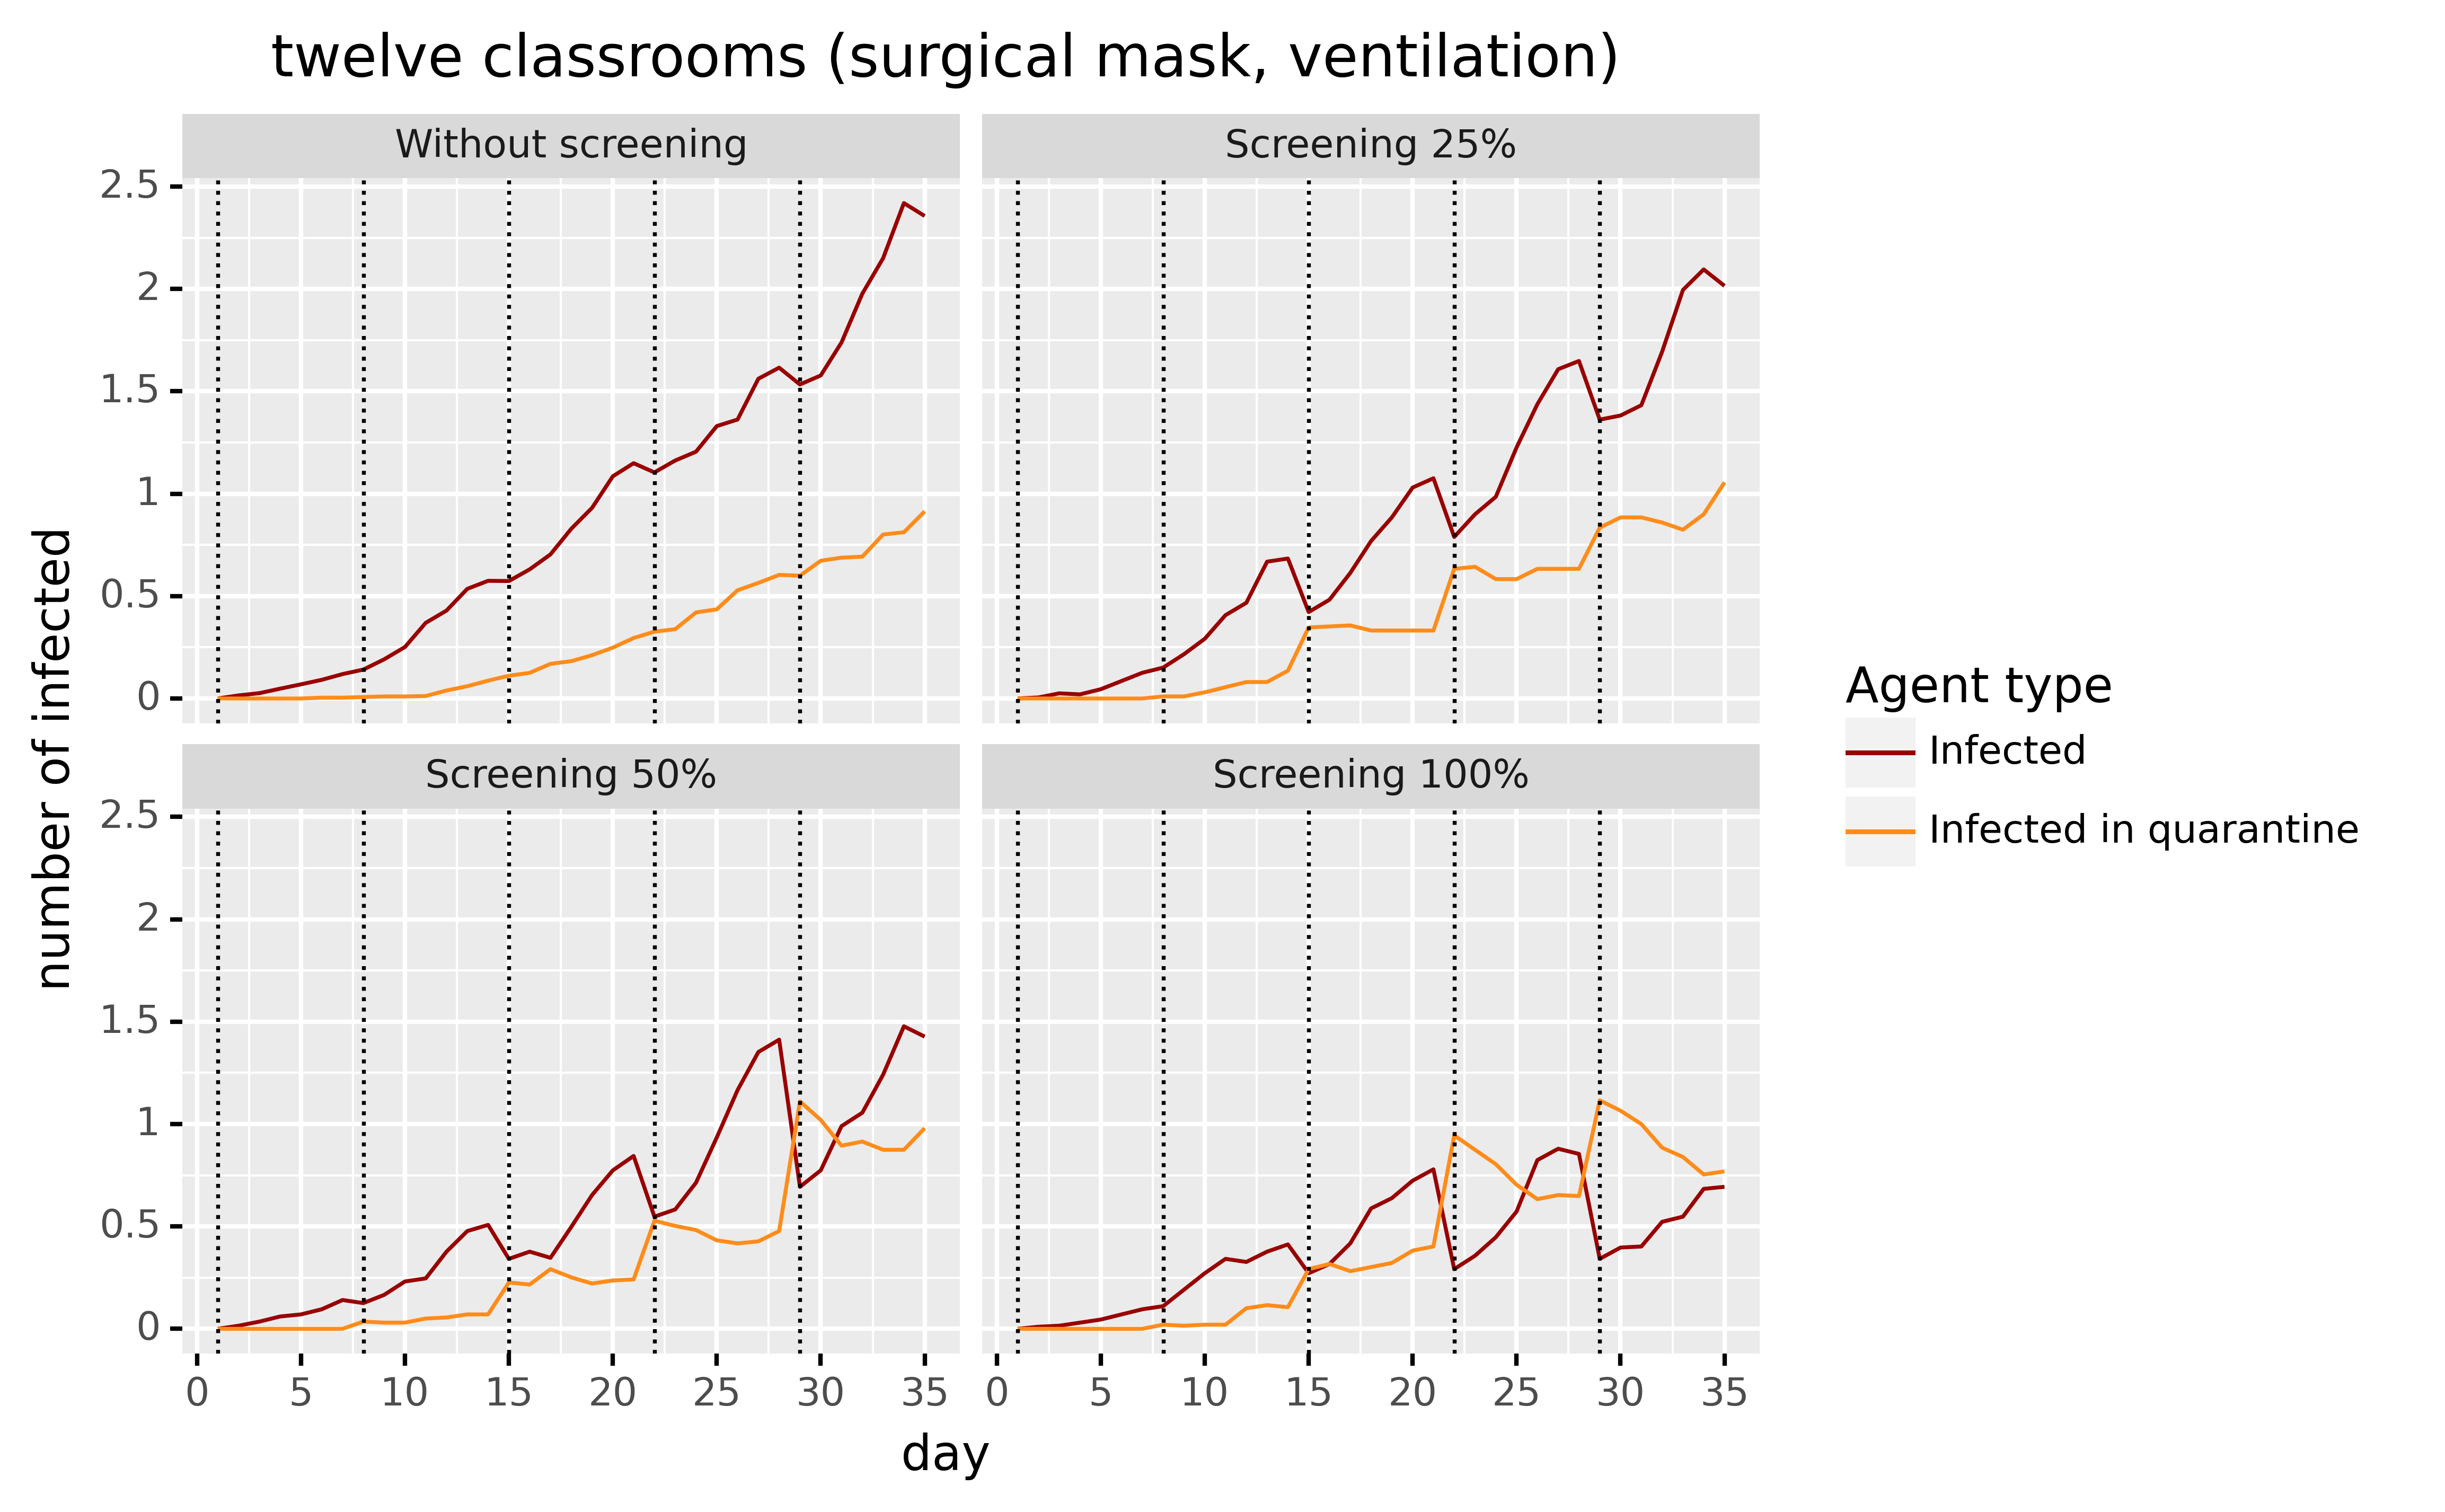 twelve classrooms (surgical mask, ventilation)
Without screening
Screening 25%
2.5
2
1.5
1
0.5
0
number of infected
Screening 50%
Screening 100%
2.5
2
1.5
1
0.5
0
0 5 10 15 20 25 30 35
0 5 10 15 20 25 30 35
day
Agent type
Infected
Infected in quarantine